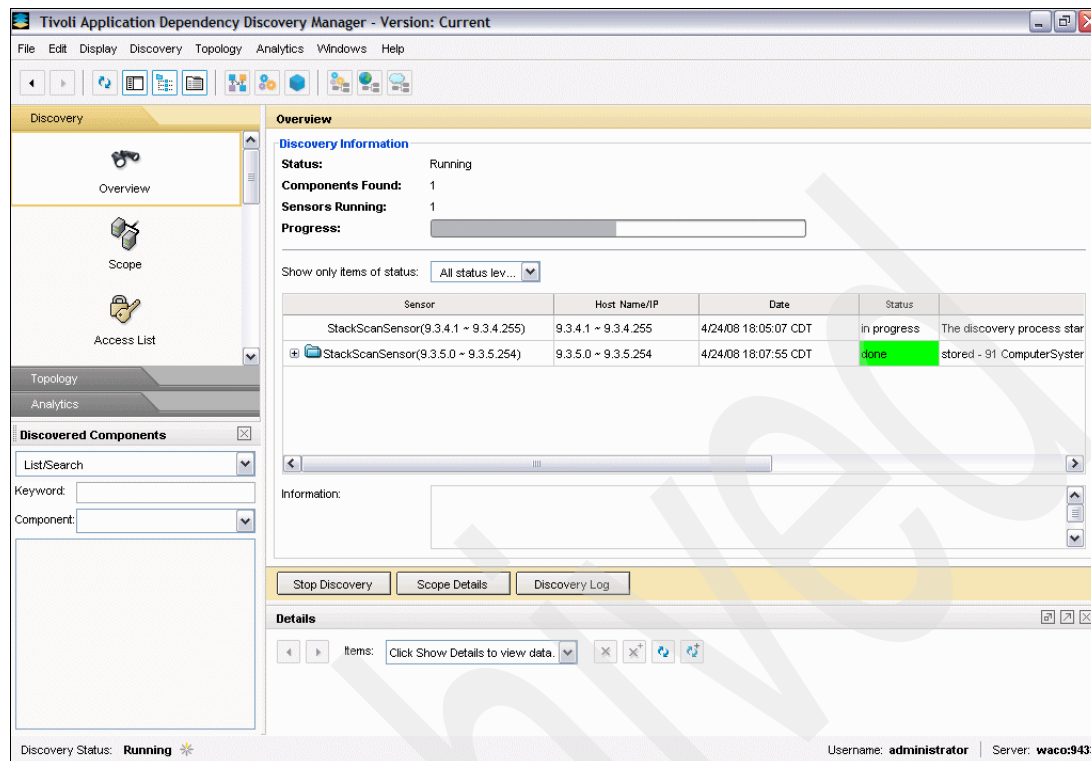 Tivoli Application Dependency Discovery Manager - Version: Current
File Edit Display Discovery Topology Analytics Windows Help
Discovery
Overview
Scope
Access List
Topology
Analytics
Discovered Components
List/Search
Keyword:
Component:
Overview
Discovery Information
Status: Running
Components Found: 1
Sensors Running: 1
Progress:
Show only items of status: All status lev...
Sensor Host Name/IP Date Status
StackScanSensor(9.3.4.1 ~ 9.3.4.255) 9.3.4.1 ~ 9.3.4.255 4/24/08 18:05:07 CDT in progress The discovery process star
StackScanSensor(9.3.5.0 ~ 9.3.5.254) 9.3.5.0 ~ 9.3.5.254 4/24/08 18:07:55 CDT done stored - 91 ComputerSyster
Information:
Stop Discovery Scope Details Discovery Log
Details
Items: Click Show Details to view data.
Discovery Status: Running Username: administrator Server: waco:943